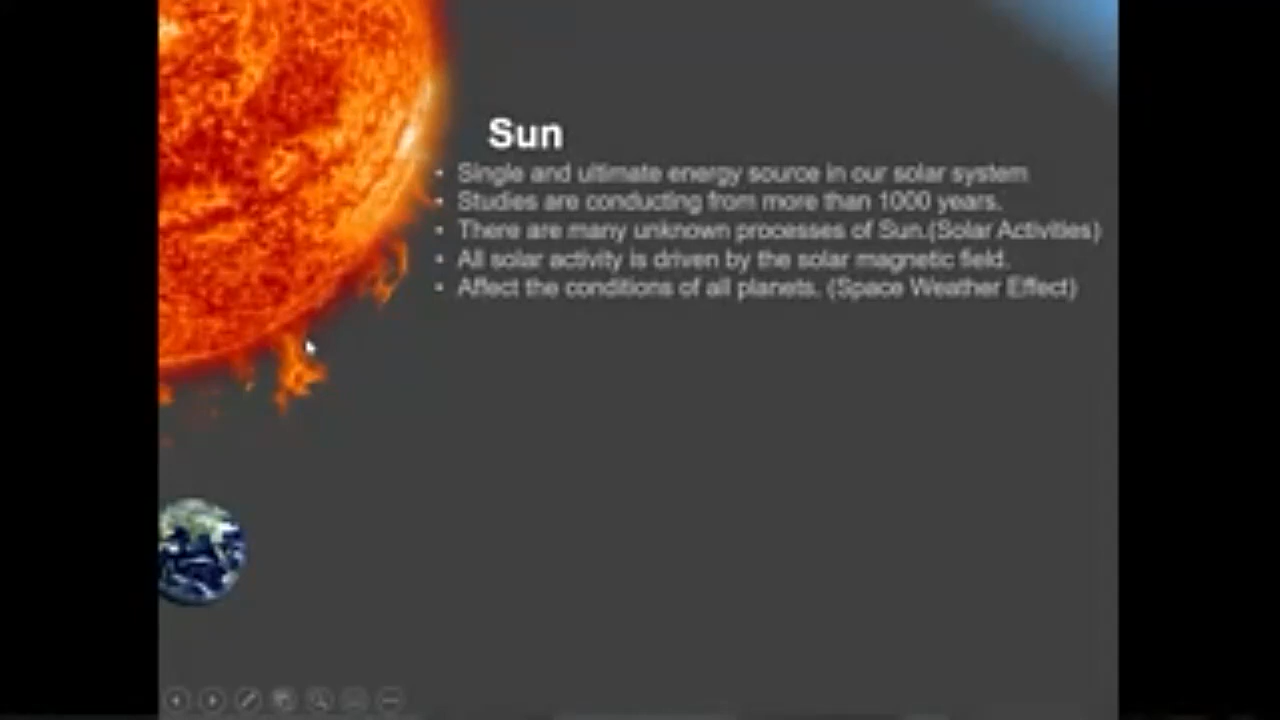 Sun
• Single and ultimate energy source in our solar system
• Studies are conducting from more than 1000 years.
• There are many unknown processes of Sun.(Solar Activities)
• All solar activity is driven by the solar magnetic field.
• Affect the conditions of all planets. (Space Weather Effect)